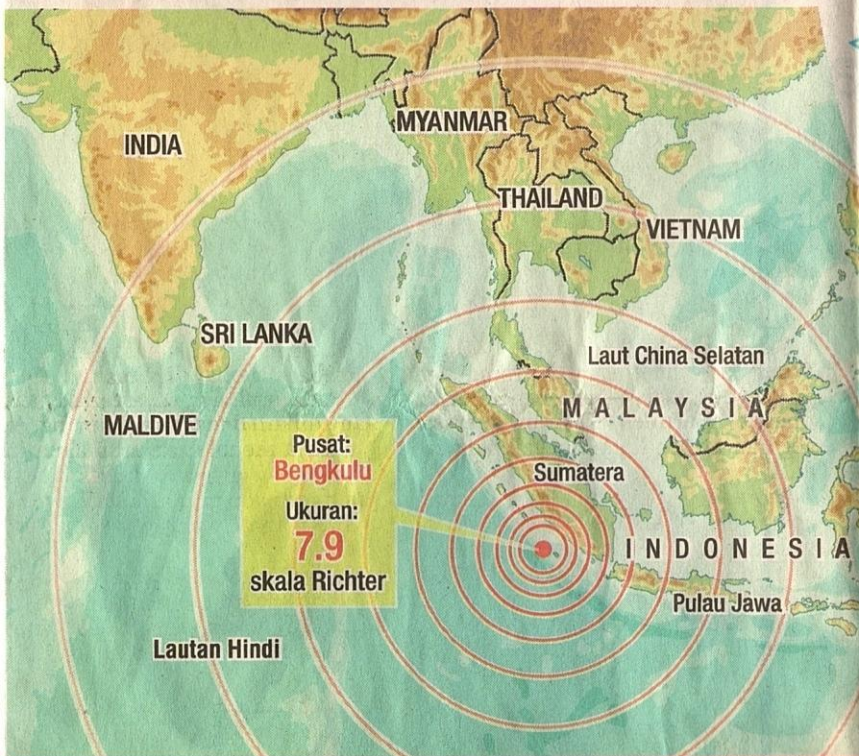 INDIA
MYANMAR
THAILAND
VIETNAM
SRI LANKA
Laut China Selatan
MALDIVE
MALAYSIA
Pusat:
Bengkulu
Ukuran:
7.9
skala Richter
Sumatera
INDONESIA
Pulau Jawa
Lautan Hindi